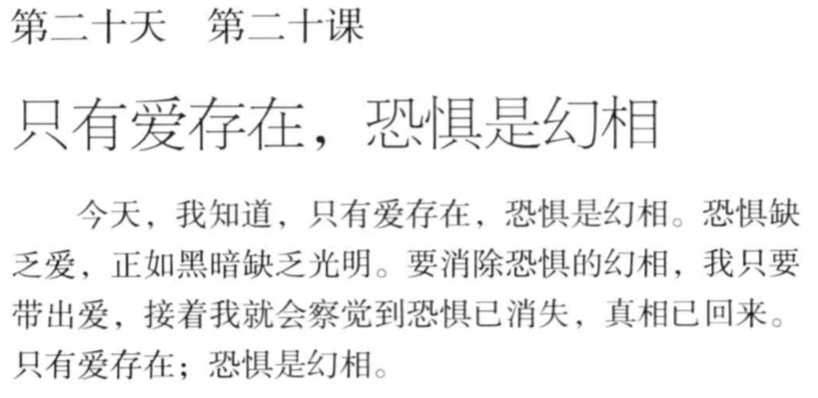 第二十天　第二十课
只有爱存在，恐惧是幻相
今天，我知道，只有爱存在，恐惧是幻相。恐惧缺
乏爱，正如黑暗缺乏光明。要消除恐惧的幻相，我只要
带出爱，接着我就会察觉到恐惧已消失，真相已回来。
只有爱存在；恐惧是幻相。